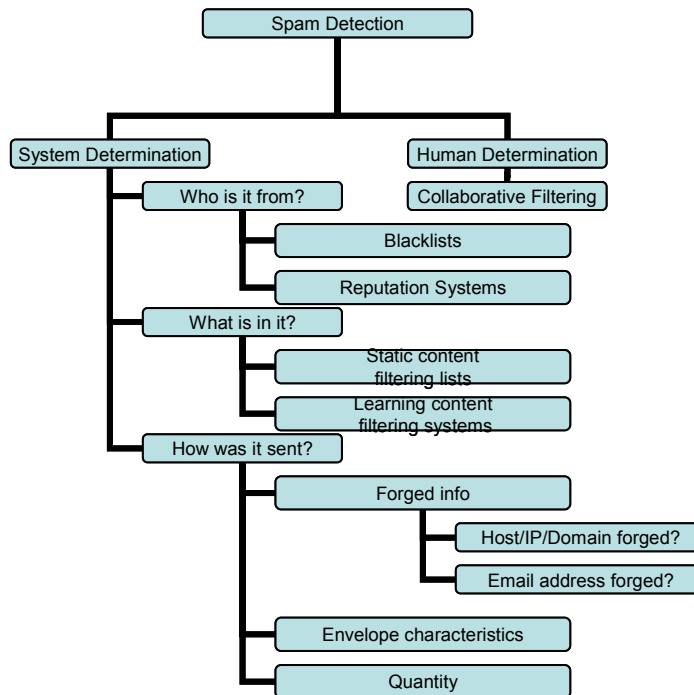 Spam Detection
System Determination
Human Determination
Who is it from?
Collaborative Filtering
Blacklists
Reputation Systems
What is in it?
Static content
filtering lists
Learning content
filtering systems
How was it sent?
Forged info
Host/IP/Domain forged?
Email address forged?
Envelope characteristics
Quantity